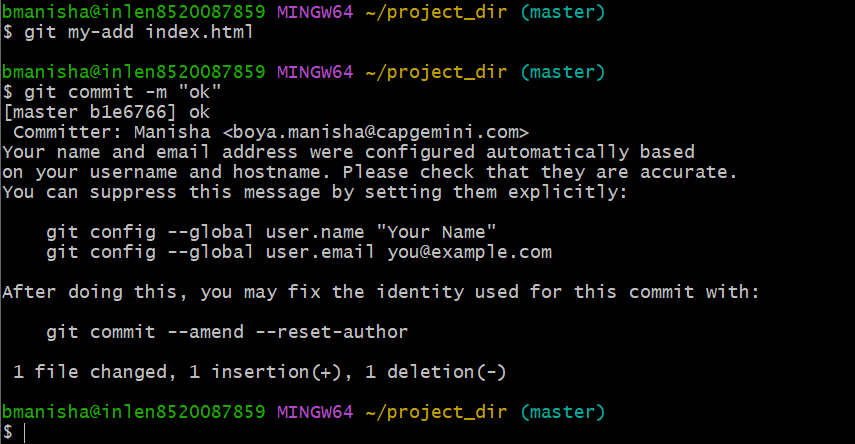 bmanisha@inlen8520087859 MINGW64 ~/project_dir (master)
$ git my-add index.html
bmanisha@inlen8520087859 MINGW64 ~/project_dir (master)
$ git commit -m "ok"
[master b1e6766] ok
Committer: Manisha <boya.manisha@capgemini.com>
Your name and email address were configured automatically based
on your username and hostname. Please check that they are accurate.
You can suppress this message by setting them explicitly:
git config --global user.name "Your Name"
git config --global user.email you@example.com
After doing this, you may fix the identity used for this commit with:
git commit --amend --reset-author
1 file changed, 1 insertion(+), 1 deletion(-)
bmanisha@inlen8520087859 MINGW64 ~/project_dir (master)
$